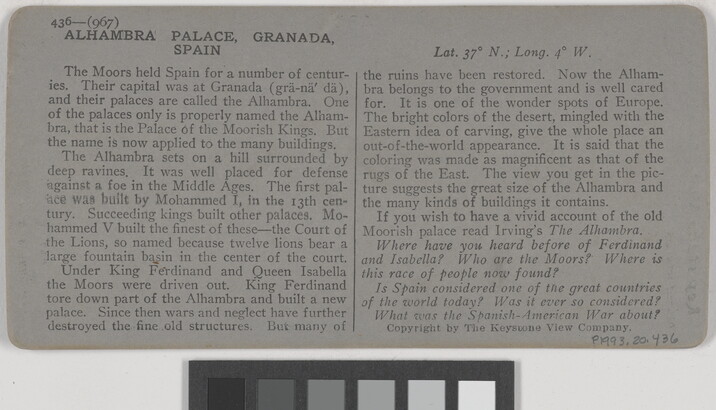 436—(967)
ALHAMBRA PALACE, GRANADA,
SPAIN
Lat. 37° N.; Long. 4° W.
The Moors held Spain for a number of centur-
ies. Their capital was at Granada (grä-nä' dä),
and their palaces are called the Alhambra. One
of the palaces only is properly named the Alham-
bra, that is the Palace of the Moorish Kings. But
the name is now applied to the many buildings.
The Alhambra sets on a hill surrounded by
deep ravines. It was well placed for defense
against a foe in the Middle Ages. The first pal-
ace was built by Mohammed I, in the 13th cen-
tury. Succeeding kings built other palaces. Mo-
hammed V built the finest of these—the Court of
the Lions, so named because twelve lions bear a
large fountain basin in the center of the court.
Under King Ferdinand and Queen Isabella
the Moors were driven out. King Ferdinand
tore down part of the Alhambra and built a new
palace. Since then wars and neglect have further
destroyed the fine old structures. But many of
the ruins have been restored. Now the Alham-
bra belongs to the government and is well cared
for. It is one of the wonder spots of Europe.
The bright colors of the desert, mingled with the
Eastern idea of carving, give the whole place an
out-of-the-world appearance. It is said that the
coloring was made as magnificent as that of the
rugs of the East. The view you get in the pic-
ture suggests the great size of the Alhambra and
the many kinds of buildings it contains.
If you wish to have a vivid account of the old
Moorish palace read Irving's The Alhambra.
Where have you heard before of Ferdinand
and Isabella? Who are the Moors? Where is
this race of people now found?
Is Spain considered one of the great countries
of the world today? Was it ever so considered?
What was the Spanish-American War about?
Copyright by The Keystone View Company.
P1993.20.436